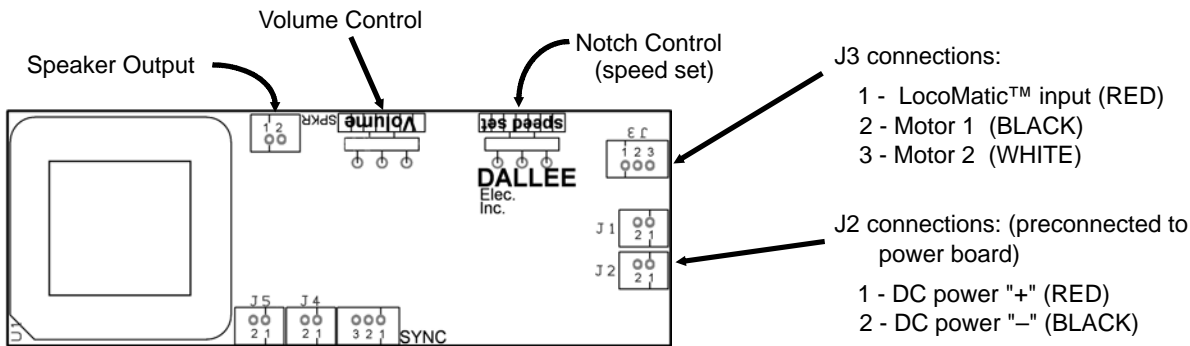 Volume Control
Speaker Output
Notch Control
(speed set)
J3 connections:
1 - LocoMatic™ input (RED)
2 - Motor 1 (BLACK)
3 - Motor 2 (WHITE)
J2 connections: (preconnected to
power board)
1 - DC power "+" (RED)
2 - DC power "–" (BLACK)
1 2
SPKR
Volume
speed set
J3
1 2 3
DALLEE
Elec.
Inc.
J1
2 1
J2
2 1
U1
J5
2 1
J4
2 1
3 2 1
SYNC